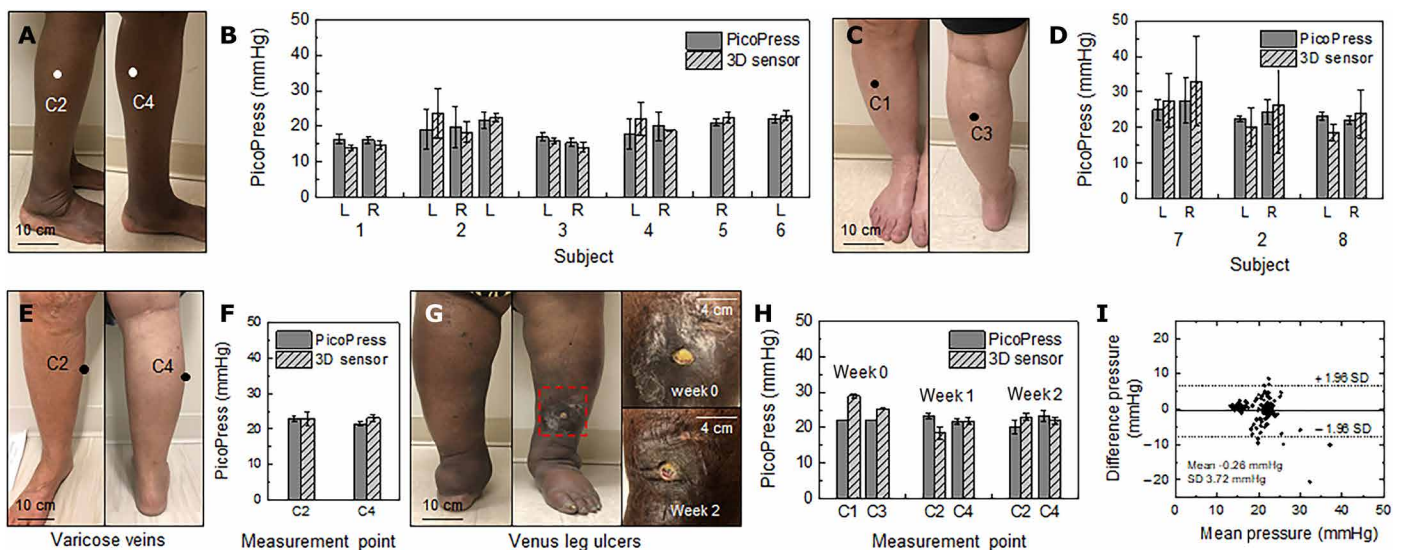 A
C2
C4
10 cm
B
PicoPress (mmHg)
50
40
30
20
10
0
PicoPress
3D sensor
L R L R L L R L R R L
1 2 3 4 5 6
Subject
C
C1
C3
10 cm
D
PicoPress (mmHg)
50
40
30
20
10
0
PicoPress
3D sensor
L R L R L R
7 2 8
Subject
E
C2
C4
10 cm
Varicose veins
F
PicoPress (mmHg)
50
40
30
20
10
0
PicoPress
3D sensor
C2 C4
Measurement point
G
10 cm
4 cm
week 0
4 cm
Week 2
Venus leg ulcers
H
PicoPress (mmHg)
50
40
30
20
10
0
PicoPress
3D sensor
Week 0
Week 1
Week 2
C1 C3 C2 C4 C2 C4
Measurement point
I
Difference pressure
(mmHg)
20
10
0
−10
−20
+ 1.96 SD
− 1.96 SD
Mean -0.26 mmHg
SD 3.72 mmHg
0 10 20 30 40 50
Mean pressure (mmHg)